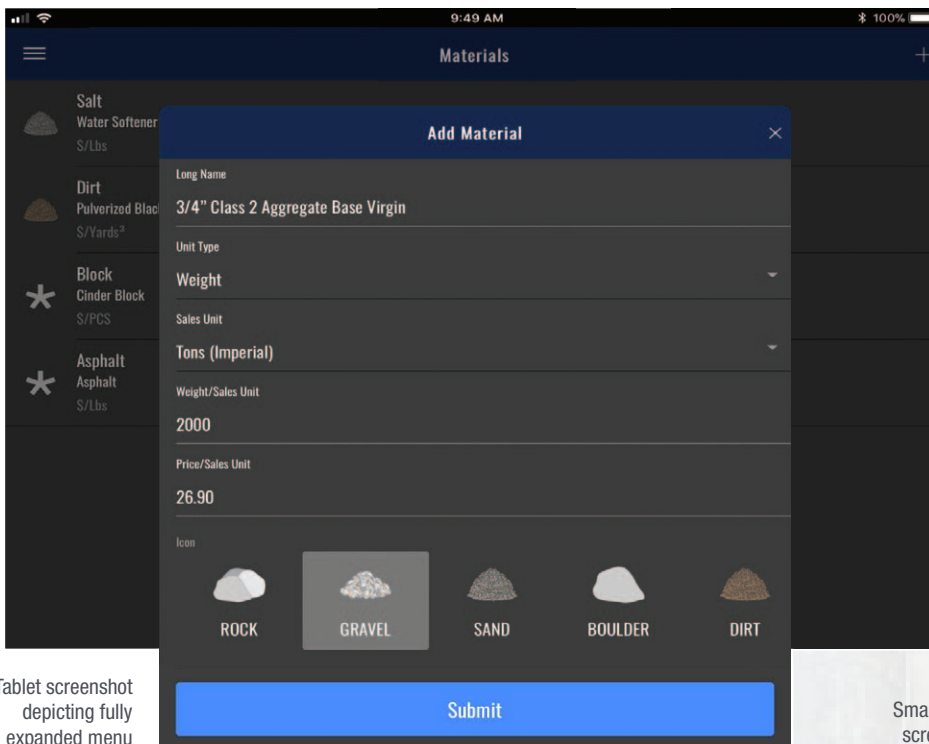 9:49 AM
100%
Materials
Salt
Water Softener
S/Lbs
Dirt
Pulverized Blac
S/Yards³
Block
Cinder Block
S/PCS
Asphalt
Asphalt
S/Lbs
Add Material
Long Name
3/4” Class 2 Aggregate Base Virgin
Unit Type
Weight
Sales Unit
Tons (Imperial)
Weight/Sales Unit
2000
Price/Sales Unit
26.90
Icon
ROCK GRAVEL SAND BOULDER DIRT
Submit
Tablet screenshot
depicting fully
expanded menu
Sma
scre